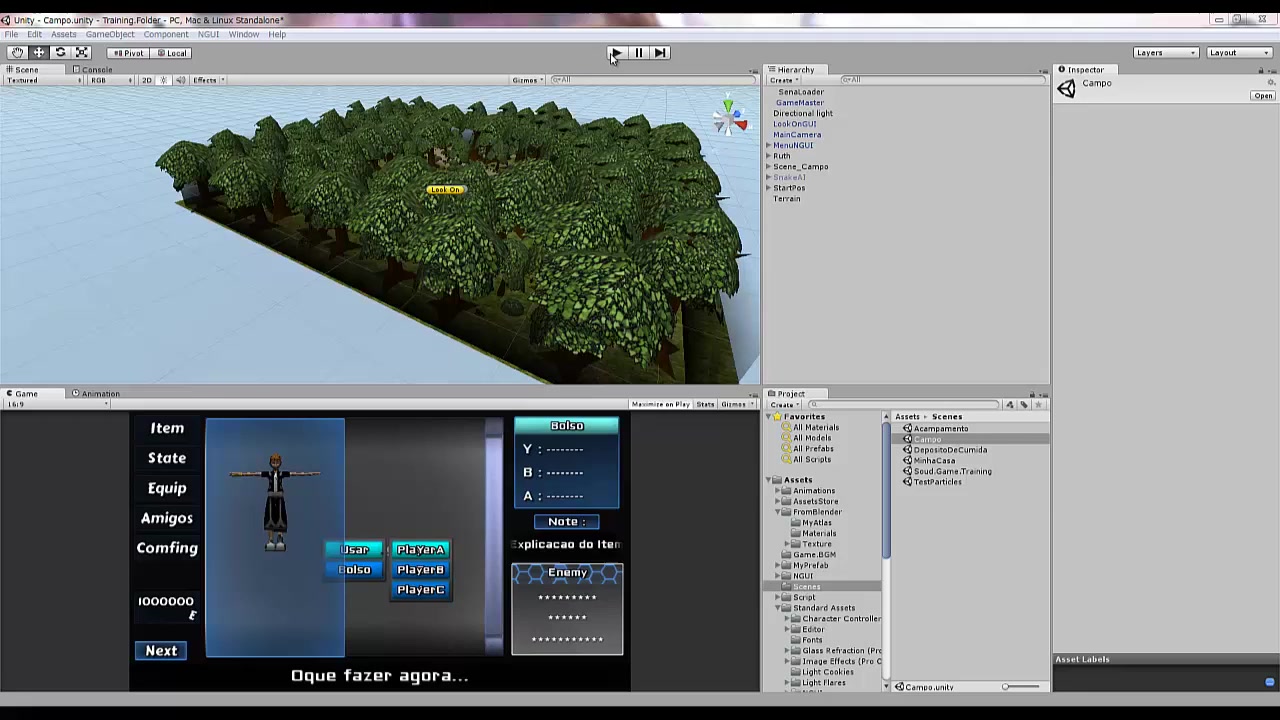 Unity - Campo.unity - Training.Folder - PC, Mac & Linux Standalone*
File Edit Assets GameObject Component NGUI Window Help
Pivot Local Layers Layout
Scene Console
Textured RGB 2D Effects Gizmos All
Look On
Hierarchy
Create All
SenaLoader
GameMaster
Directional light
LookOnGUI
MainCamera
MenuNGUI
Ruth
Scene_Campo
SnakeAI
StartPos
Terrain
Inspector
Campo
Open
Game Animation
16:9 Maximize on Play Stats Gizmos
Item
State
Equip
Amigos
Comfing
1000000
E
Next
Usar
Bolso
PlayerA
PlayerB
PlayerC
Bolso
Y : --------
B : --------
A : --------
Note :
Explicacao do Item
Enemy
*********
******
***********
Oque fazer agora...
Project
Create
Favorites
All Materials
All Models
All Prefabs
All Scripts
Assets
Animations
AssetsStore
FromBlender
MyAtlas
Materials
Texture
Game.BGM
MyPrefab
NGUI
Scenes
Script
Standard Assets
Character Controller
Editor
Fonts
Glass Refraction (Pro
Image Effects (Pro O
Light Cookies
Light Flares
Assets Scenes
Acampamento
Campo
DepositoDeCumida
MinhaCasa
Soud.Game.Training
TestParticles
Campo.unity
Asset Labels